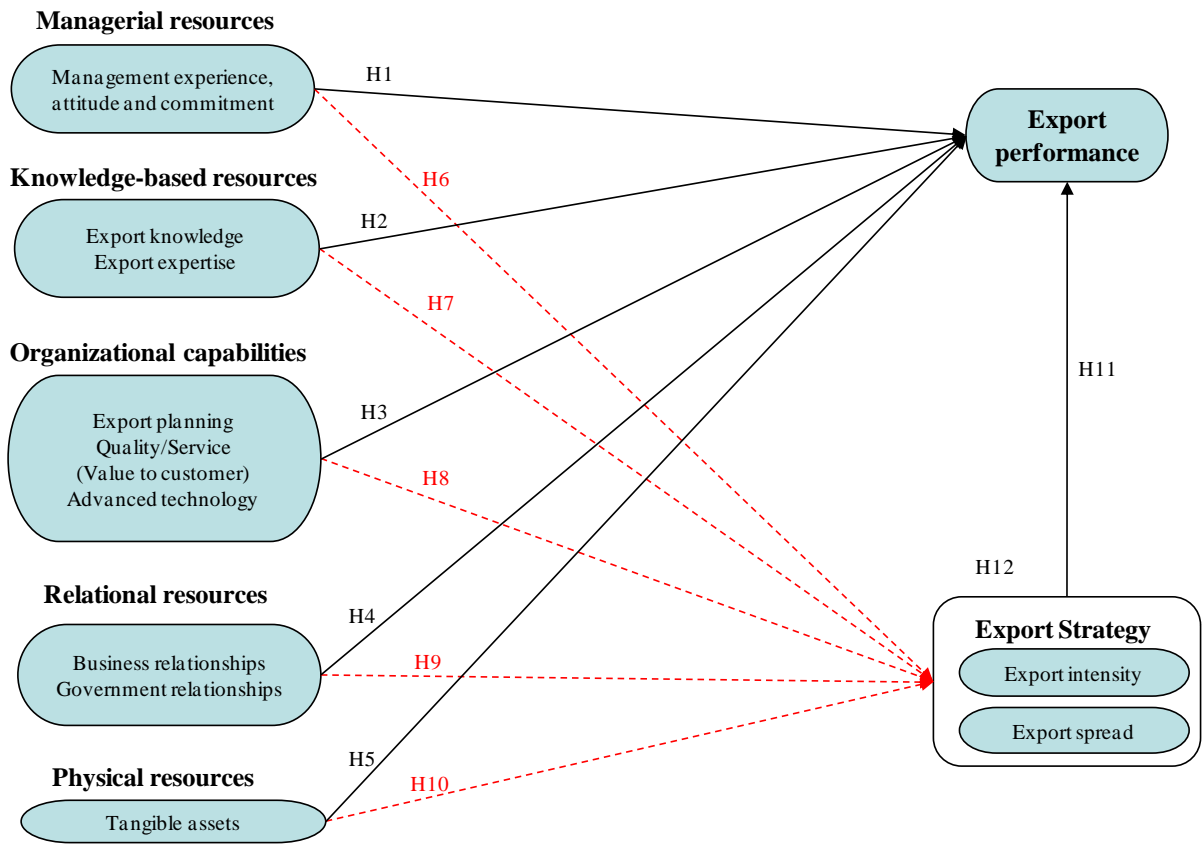 Managerial resources
Management experience,
attitude and commitment
H1
Export
performance
Knowledge-based resources
H6
Export knowledge
Export expertise
H2
H7
Organizational capabilities
Export planning
Quality/Service
(Value to customer)
Advanced technology
H3
H8
H11
Relational resources
Business relationships
Government relationships
H4
H9
H12
Export Strategy
Export intensity
Export spread
Physical resources
Tangible assets
H5
H10